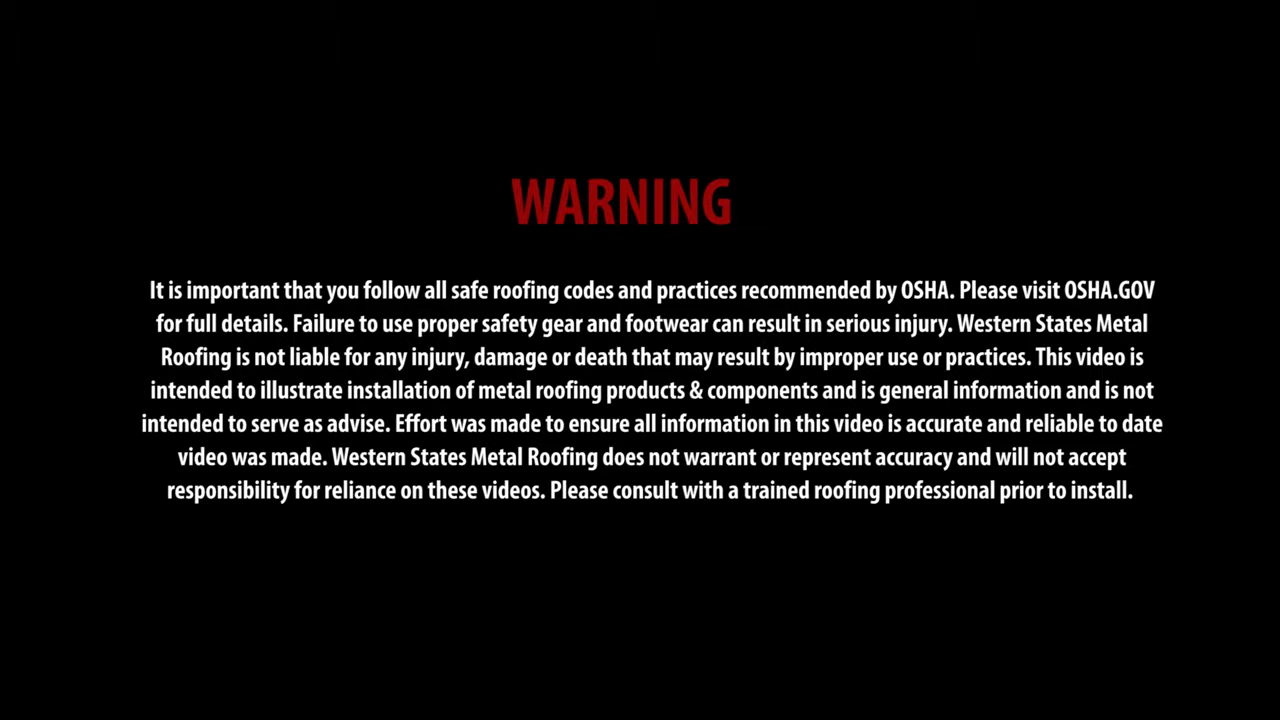 WARNING
It is important that you follow all safe roofing codes and practices recommended by OSHA. Please visit OSHA.GOV
for full details. Failure to use proper safety gear and footwear can result in serious injury. Western States Metal
Roofing is not liable for any injury, damage or death that may result by improper use or practices. This video is
intended to illustrate installation of metal roofing products & components and is general information and is not
intended to serve as advise. Effort was made to ensure all information in this video is accurate and reliable to date
video was made. Western States Metal Roofing does not warrant or represent accuracy and will not accept
responsibility for reliance on these videos. Please consult with a trained roofing professional prior to install.